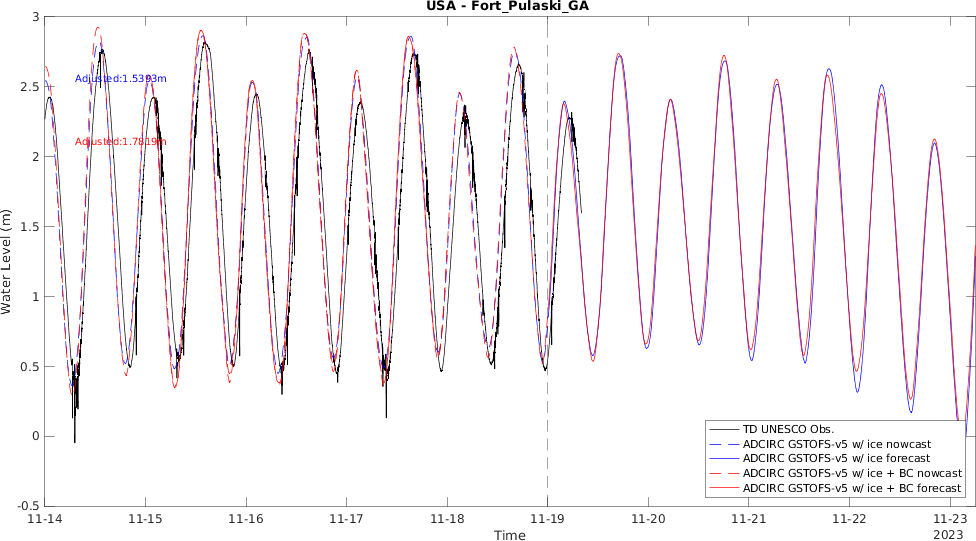 USA - Fort_Pulaski_GA
3
2.5
2
1.5
1
0.5
0
-0.5
Water Level (m)
Adjusted:1.5393m
Adjusted:1.7819m
TD UNESCO Obs.
ADCIRC GSTOFS-v5 w/ ice nowcast
ADCIRC GSTOFS-v5 w/ ice forecast
ADCIRC GSTOFS-v5 w/ ice + BC nowcast
ADCIRC GSTOFS-v5 w/ ice + BC forecast
11-14 11-15 11-16 11-17 11-18 11-19 11-20 11-21 11-22 11-23
Time
2023